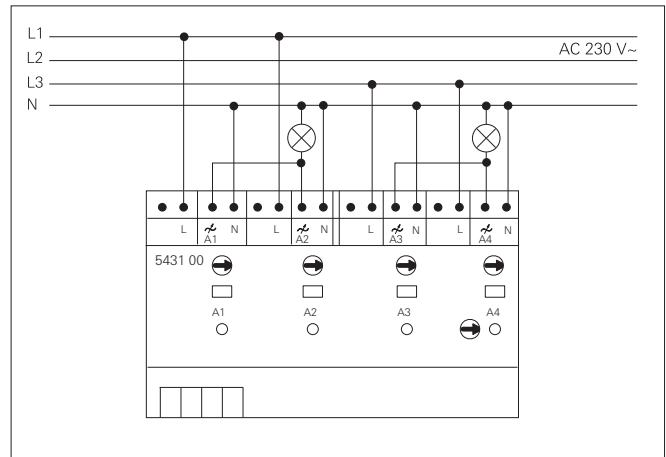 L1
AC 230 V~
L2
L3
N
L N L N L N L N
A1 A2 A3 A4
5431 00
A1 A2 A3 A4